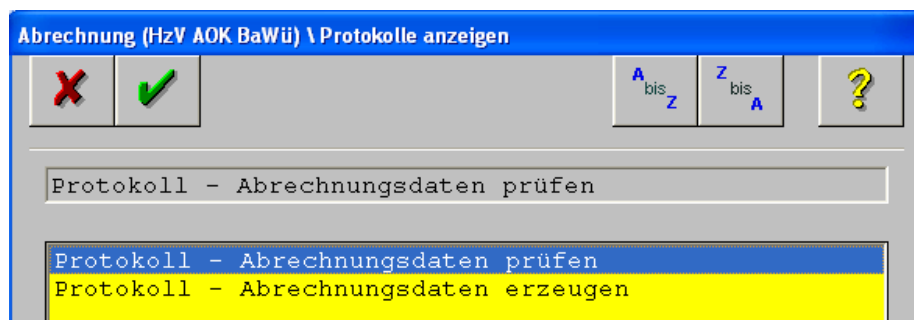 Abrechnung (HzV AOK BaWü) \ Protokolle anzeigen
A bis Z
Z bis A
?
Protokoll - Abrechnungsdaten prüfen
Protokoll - Abrechnungsdaten prüfen
Protokoll - Abrechnungsdaten erzeugen